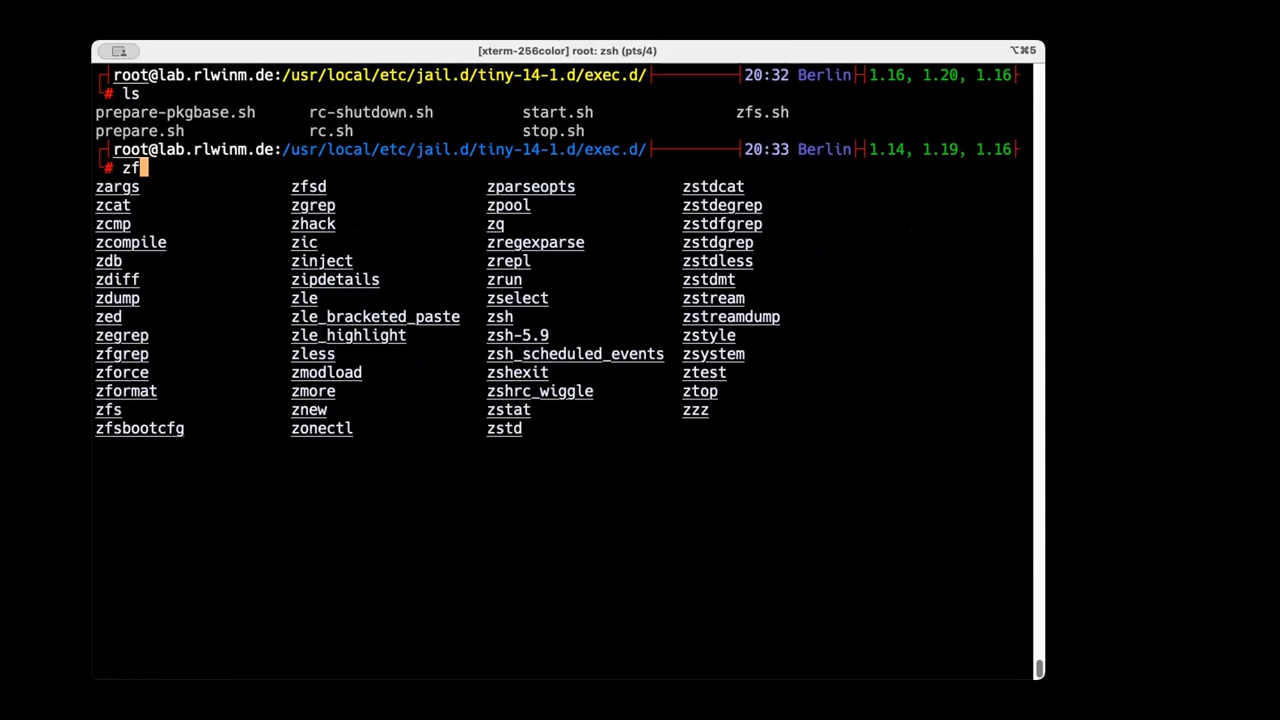 [xterm-256color] root: zsh (pts/4) ⌥⌘5
root@lab.rlwinm.de:/usr/local/etc/jail.d/tiny-14-1.d/exec.d/ 20:32 Berlin 1.16, 1.20, 1.16
# ls
prepare-pkgbase.sh rc-shutdown.sh start.sh zfs.sh
prepare.sh rc.sh stop.sh
root@lab.rlwinm.de:/usr/local/etc/jail.d/tiny-14-1.d/exec.d/ 20:33 Berlin 1.14, 1.19, 1.16
# zf
zargs zfsd zparseopts zstdcat
zcat zgrep zpool zstdegrep
zcmp zhack zq zstdfgrep
zcompile zic zregexparse zstdgrep
zdb zinject zrepl zstdless
zdiff zipdetails zrun zstdmt
zdump zle zselect zstream
zed zle_bracketed_paste zsh zstreamdump
zegrep zle_highlight zsh-5.9 zstyle
zfgrep zless zsh_scheduled_events zsystem
zforce zmodload zshexit ztest
zformat zmore zshrc_wiggle ztop
zfs znew zstat zzz
zfsbootcfg zonectl zstd